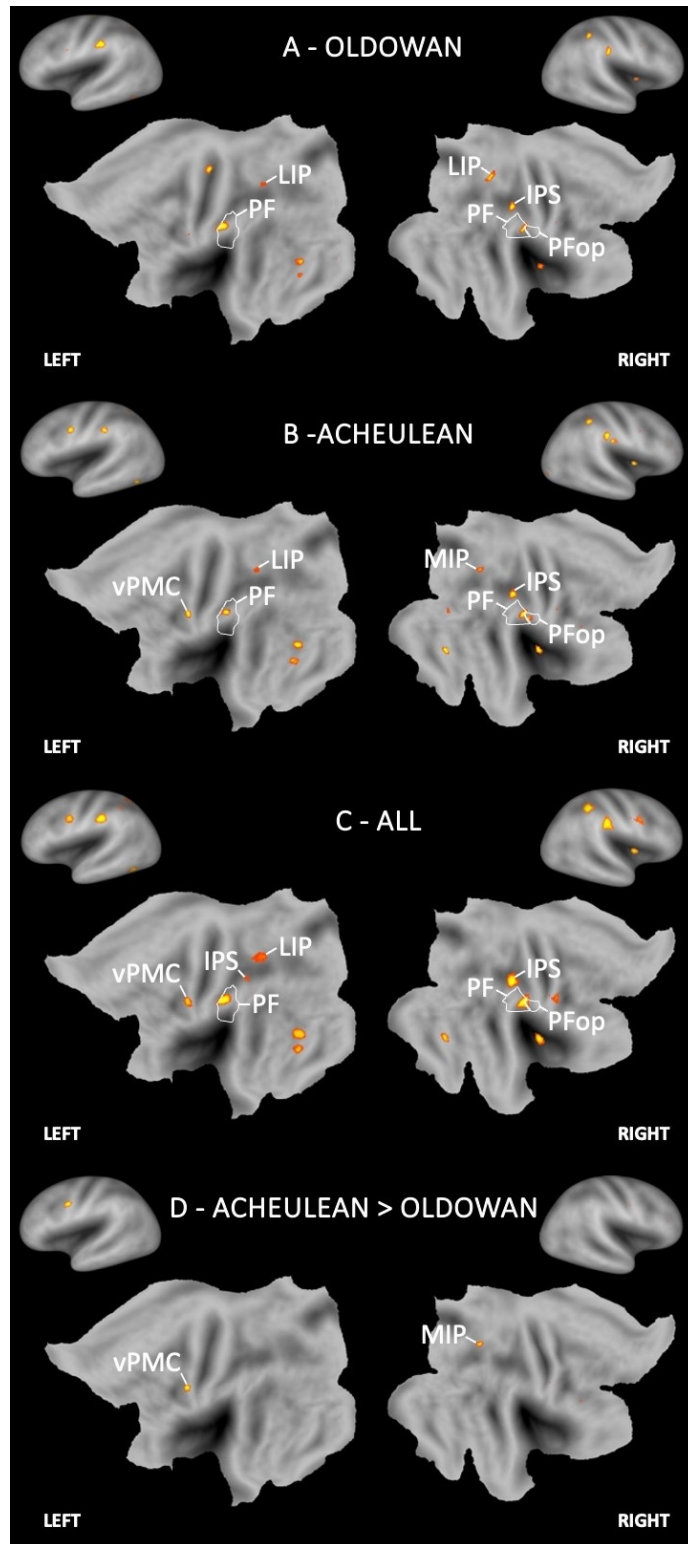 A - OLDOWAN
LIP
PF
LIP
IPS
PF
PFop
LEFT
RIGHT
B -ACHEULEAN
LIP
PF
vPMC
MIP
IPS
PF
PFop
LEFT
RIGHT
C - ALL
LIP
IPS
vPMC
PF
IPS
PF
PFop
LEFT
RIGHT
D - ACHEULEAN > OLDOWAN
vPMC
MIP
LEFT
RIGHT